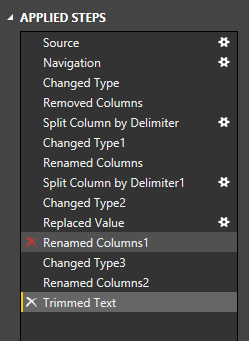 APPLIED STEPS
Source
Navigation
Changed Type
Removed Columns
Split Column by Delimiter
Changed Type1
Renamed Columns
Split Column by Delimiter1
Changed Type2
Replaced Value
Renamed Columns1
Changed Type3
Renamed Columns2
Trimmed Text